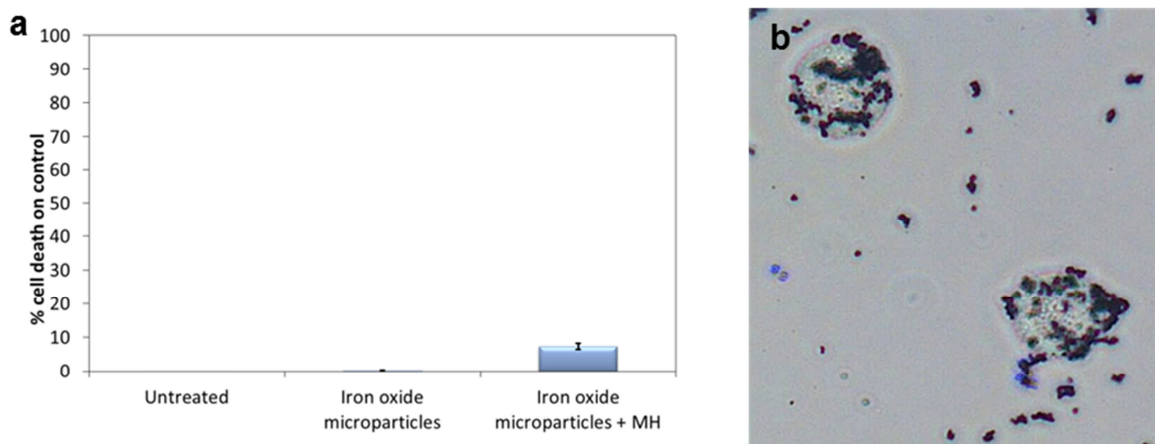 a
100
90
80
70
60
50
40
30
20
10
0
% cell death on control
Untreated
Iron oxide
microparticles
Iron oxide
microparticles + MH
b